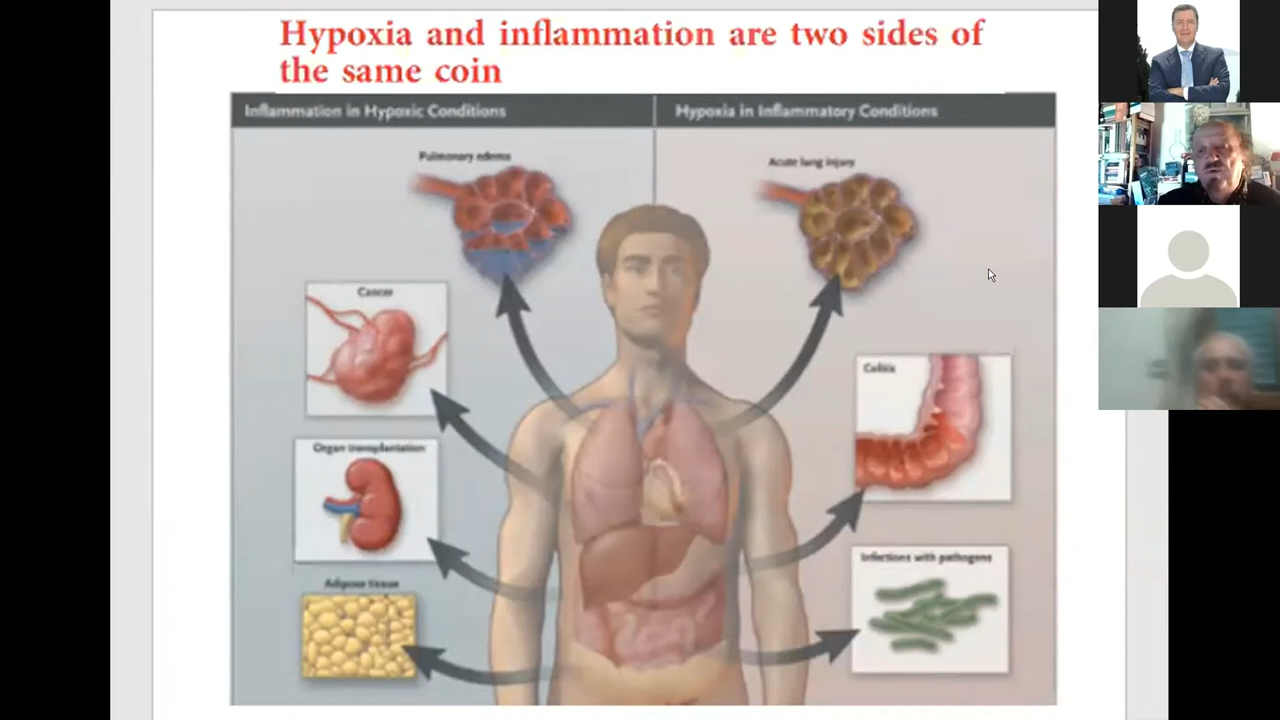 Hypoxia and inflammation are two sides of
the same coin
Inflammation in Hypoxic Conditions
Hypoxia in Inflammatory Conditions
Pulmonary edema
Acute lung injury
Cancer
Colitis
Organ transplantation
Infections with pathogens
Adipose tissue